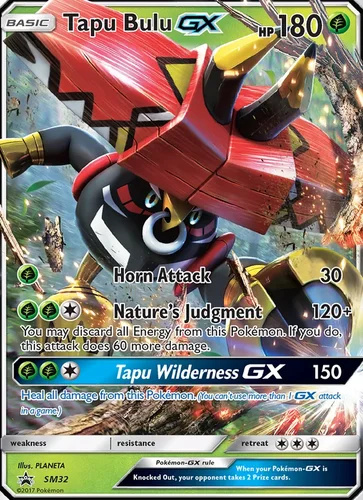 BASIC Tapu Bulu GX HP 180
Horn Attack 30
Nature's Judgment 120+
You may discard all Energy from this Pokémon. If you do,
this attack does 60 more damage.
Tapu Wilderness GX 150
Heal all damage from this Pokémon. (You can't use more than 1 GX attack
in a game.)
weakness resistance retreat
Illus. PLANETA
SM32
©2017 Pokémon
Pokémon-GX rule
When your Pokémon-GX is
Knocked Out, your opponent takes 2 Prize cards.